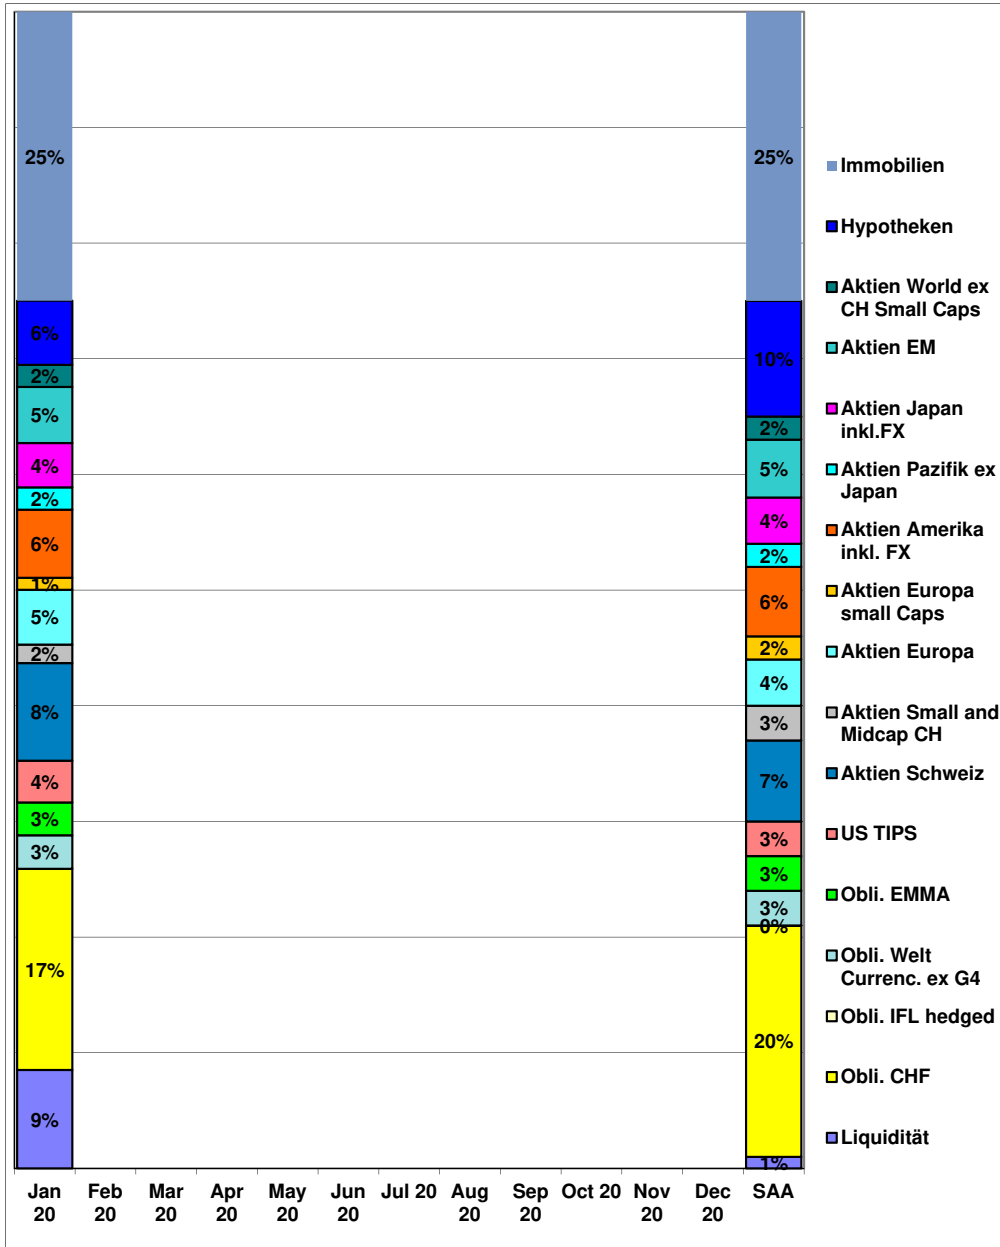 25%
6%
2%
5%
4%
2%
6%
1%
5%
2%
8%
4%
3%
3%
17%
9%
25%
10%
2%
5%
4%
2%
6%
2%
4%
3%
7%
3%
3%
3%
0%
20%
1%
Immobilien
Hypotheken
Aktien World ex
CH Small Caps
Aktien EM
Aktien Japan
inkl.FX
Aktien Pazifik ex
Japan
Aktien Amerika
inkl. FX
Aktien Europa
small Caps
Aktien Europa
Aktien Small and
Midcap CH
Aktien Schweiz
US TIPS
Obli. EMMA
Obli. Welt
Currenc. ex G4
Obli. IFL hedged
Obli. CHF
Liquidität
Jan
20
Feb
20
Mar
20
Apr
20
May
20
Jun
20
Jul 20
Aug
20
Sep
20
Oct 20
Nov
20
Dec
20
SAA